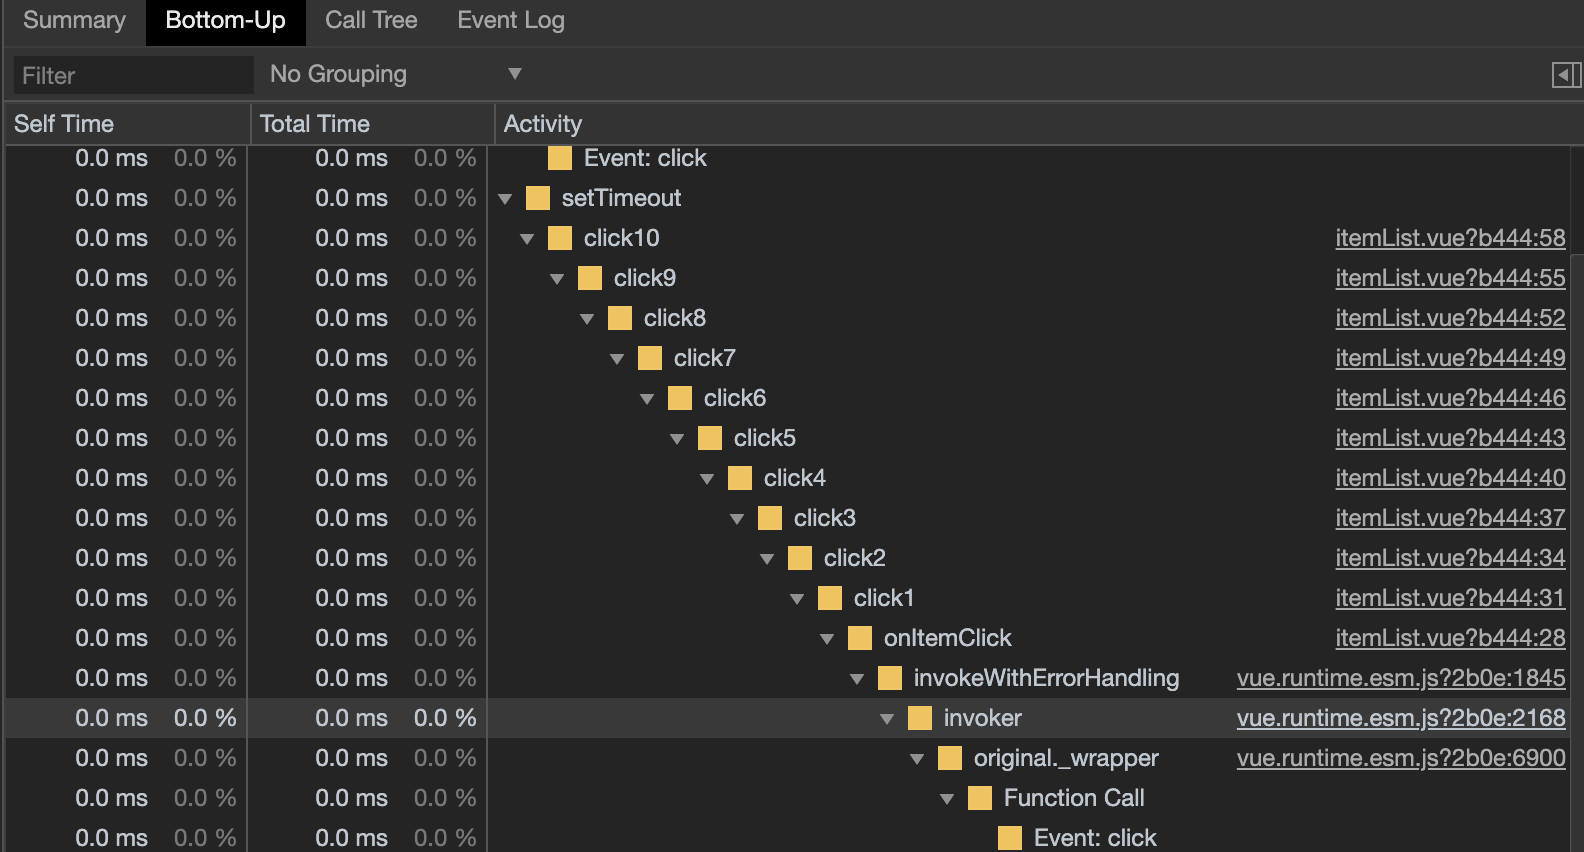 Summary Bottom-Up Call Tree Event Log
Filter No Grouping
Self Time Total Time Activity
0.0 ms 0.0 % 0.0 ms 0.0 % Event: click
0.0 ms 0.0 % 0.0 ms 0.0 % setTimeout
0.0 ms 0.0 % 0.0 ms 0.0 % click10 itemList.vue?b444:58
0.0 ms 0.0 % 0.0 ms 0.0 % click9 itemList.vue?b444:55
0.0 ms 0.0 % 0.0 ms 0.0 % click8 itemList.vue?b444:52
0.0 ms 0.0 % 0.0 ms 0.0 % click7 itemList.vue?b444:49
0.0 ms 0.0 % 0.0 ms 0.0 % click6 itemList.vue?b444:46
0.0 ms 0.0 % 0.0 ms 0.0 % click5 itemList.vue?b444:43
0.0 ms 0.0 % 0.0 ms 0.0 % click4 itemList.vue?b444:40
0.0 ms 0.0 % 0.0 ms 0.0 % click3 itemList.vue?b444:37
0.0 ms 0.0 % 0.0 ms 0.0 % click2 itemList.vue?b444:34
0.0 ms 0.0 % 0.0 ms 0.0 % click1 itemList.vue?b444:31
0.0 ms 0.0 % 0.0 ms 0.0 % onItemClick itemList.vue?b444:28
0.0 ms 0.0 % 0.0 ms 0.0 % invokeWithErrorHandling vue.runtime.esm.js?2b0e:1845
0.0 ms 0.0 % 0.0 ms 0.0 % invoker vue.runtime.esm.js?2b0e:2168
0.0 ms 0.0 % 0.0 ms 0.0 % original._wrapper vue.runtime.esm.js?2b0e:6900
0.0 ms 0.0 % 0.0 ms 0.0 % Function Call
0.0 ms 0.0 % 0.0 ms 0.0 % Event: click